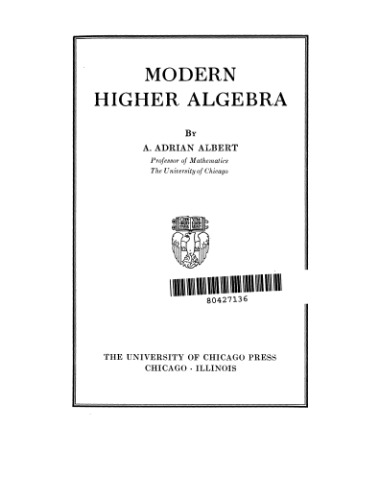 MODERN
HIGHER ALGEBRA
BY
A. ADRIAN ALBERT
Professor of Mathematics
The University of Chicago
80427136
THE UNIVERSITY OF CHICAGO PRESS
CHICAGO · ILLINOIS